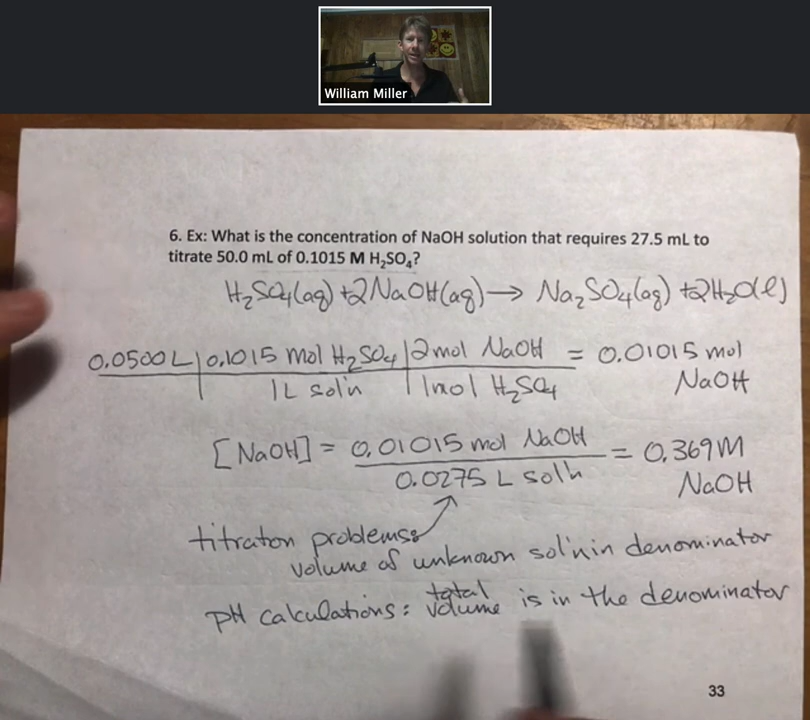 William Miller
6. Ex: What is the concentration of NaOH solution that requires 27.5 mL to
titrate 50.0 mL of 0.1015 M H₂SO₄?
H₂SO₄(aq) + 2NaOH(aq) → Na₂SO₄(aq) + 2H₂O(l)
0.0500 L | 0.1015 mol H₂SO₄ | 2 mol NaOH = 0.01015 mol
1 L sol'n | 1 mol H₂SO₄ NaOH
[NaOH] = 0.01015 mol NaOH = 0.369 M
0.0275 L sol'n NaOH
titraton problems:
volume of unknown sol'n in denominator
total
pH calculations: volume is in the denominator
33